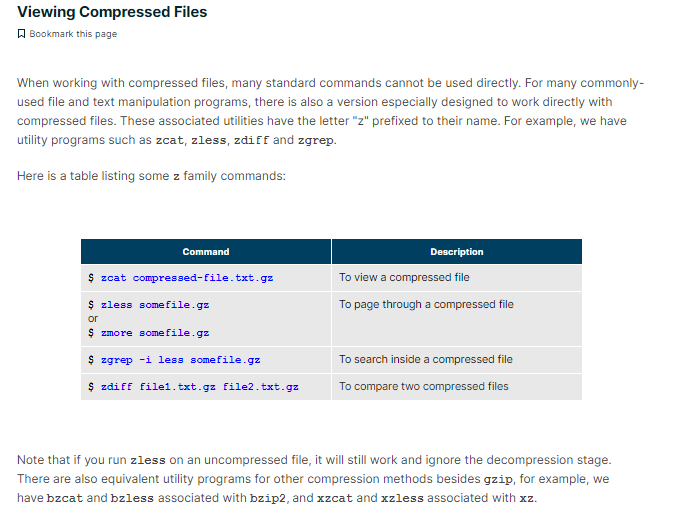 Viewing Compressed Files
Bookmark this page
When working with compressed files, many standard commands cannot be used directly. For many commonly-
used file and text manipulation programs, there is also a version especially designed to work directly with
compressed files. These associated utilities have the letter "z" prefixed to their name. For example, we have
utility programs such as zcat, zless, zdiff and zgrep.
Here is a table listing some z family commands:
Command Description
$ zcat compressed-file.txt.gz To view a compressed file
$ zless somefile.gz To page through a compressed file
or
$ zmore somefile.gz
$ zgrep -i less somefile.gz To search inside a compressed file
$ zdiff file1.txt.gz file2.txt.gz To compare two compressed files
Note that if you run zless on an uncompressed file, it will still work and ignore the decompression stage.
There are also equivalent utility programs for other compression methods besides gzip, for example, we
have bzcat and bzless associated with bzip2, and xzcat and xzless associated with xz.